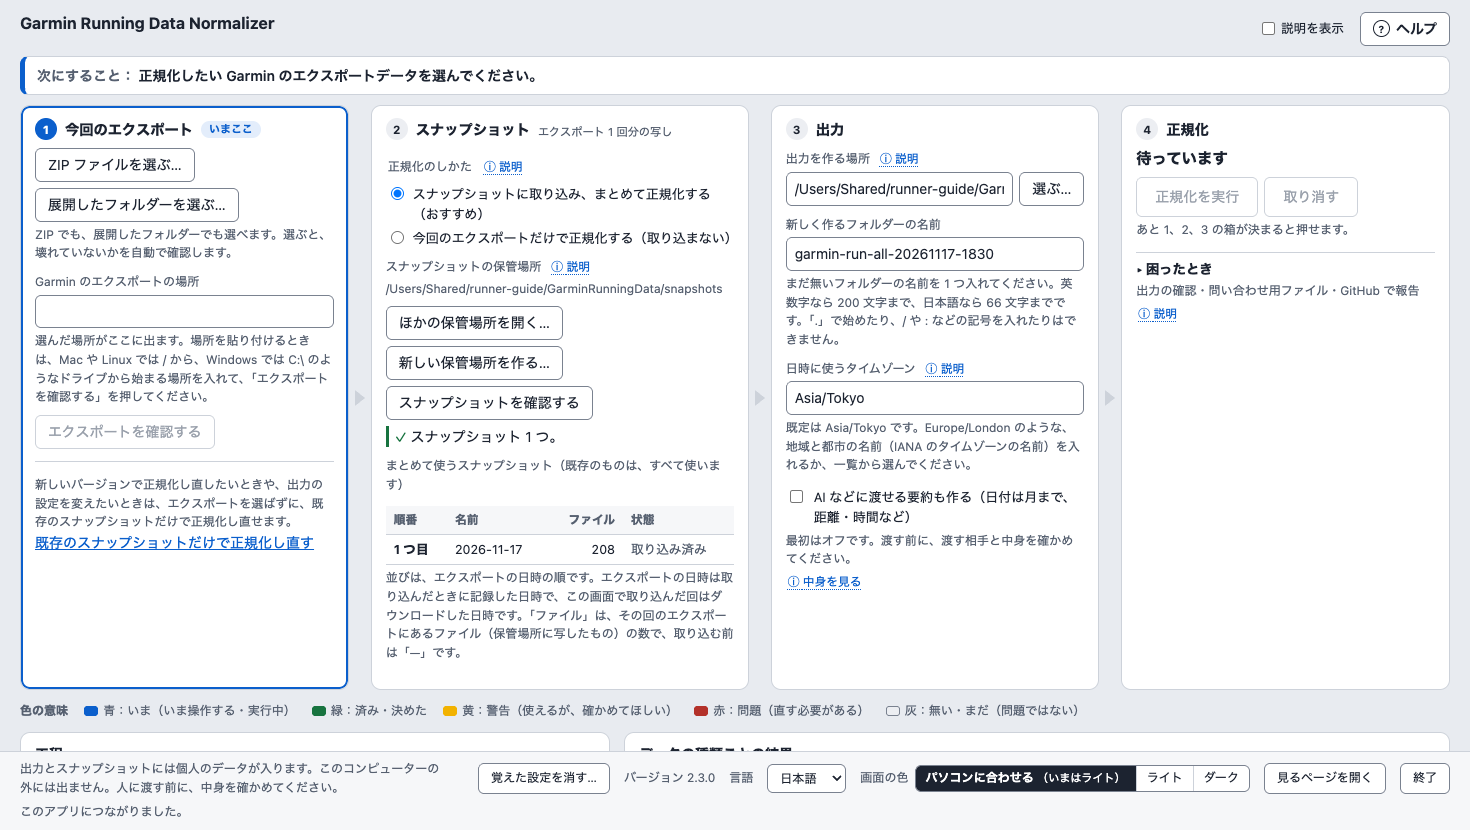 Garmin Running Data Normalizer
説明を表示
ヘルプ
次にすること： 正規化したい Garmin のエクスポートデータを選んでください。
1 今回のエクスポート いまここ
ZIP ファイルを選ぶ...
展開したフォルダーを選ぶ...
ZIP でも、展開したフォルダーでも選べます。選ぶと、
壊れていないかを自動で確認します。
Garmin のエクスポートの場所
選んだ場所がここに出ます。場所を貼り付けるとき
は、Mac や Linux では / から、Windows では C:\ のよ
うなドライブから始まる場所を入れて、「エクスポート
を確認する」を押してください。
エクスポートを確認する
新しいバージョンで正規化し直したいときや、出力の
設定を変えたいときは、エクスポートを選ばずに、既
存のスナップショットだけで正規化し直せます。
既存のスナップショットだけで正規化し直す
2 スナップショット エクスポート 1 回分の写し
正規化のしかた ⓘ 説明
スナップショットに取り込み、まとめて正規化する
（おすすめ）
今回のエクスポートだけで正規化する（取り込まない）
スナップショットの保管場所 ⓘ 説明
/Users/Shared/runner-guide/GarminRunningData/snapshots
ほかの保管場所を開く...
新しい保管場所を作る...
スナップショットを確認する
✓ スナップショット 1 つ。
まとめて使うスナップショット（既存のものは、すべて使いま
す）
順番 名前 ファイル 状態
1 つ目 2026-11-17 208 取り込み済み
並びは、エクスポートの日時の順です。エクスポートの日時は取
り込んだときに記録した日時で、この画面で取り込んだ回はダ
ウンロードした日時です。「ファイル」は、その回のエクスポー
トにあるファイル（保管場所に写したもの）の数で、取り込む前
は「—」です。
3 出力
出力を作る場所 ⓘ 説明
/Users/Shared/runner-guide/Garı
選ぶ...
新しく作るフォルダーの名前
garmin-run-all-20261117-1830
まだ無いフォルダーの名前を 1 つ入れてください。英
数字なら 200 文字まで、日本語なら 66 文字までで
す。「.」で始めたり、/ や : などの記号を入れたりはで
きません。
日時に使うタイムゾーン ⓘ 説明
Asia/Tokyo
既定は Asia/Tokyo です。Europe/London のような、
地域と都市の名前（IANA のタイムゾーンの名前）を入
れるか、一覧から選んでください。
AI などに渡せる要約も作る（日付は月まで、
距離・時間など）
最初はオフです。渡す前に、渡す相手と中身を確かめ
てください。
ⓘ 中身を見る
4 正規化
待っています
正規化を実行
取り消す
あと 1、2、3 の箱が決まると押せます。
▸ 困ったとき
出力の確認・問い合わせ用ファイル・GitHub で報告
ⓘ 説明
色の意味 青：いま（いま操作する・実行中） 緑：済み・決めた 黄：警告（使えるが、確かめてほしい） 赤：問題（直す必要がある） 灰：無い・まだ（問題ではない）
出力とスナップショットには個人のデータが入ります。このコンピューターの
外には出ません。人に渡す前に、中身を確かめてください。
このアプリにつながりました。
覚えた設定を消す...
バージョン 2.3.0
言語
日本語
画面の色
パソコンに合わせる （いまはライト）
ライト
ダーク
見るページを開く
終了